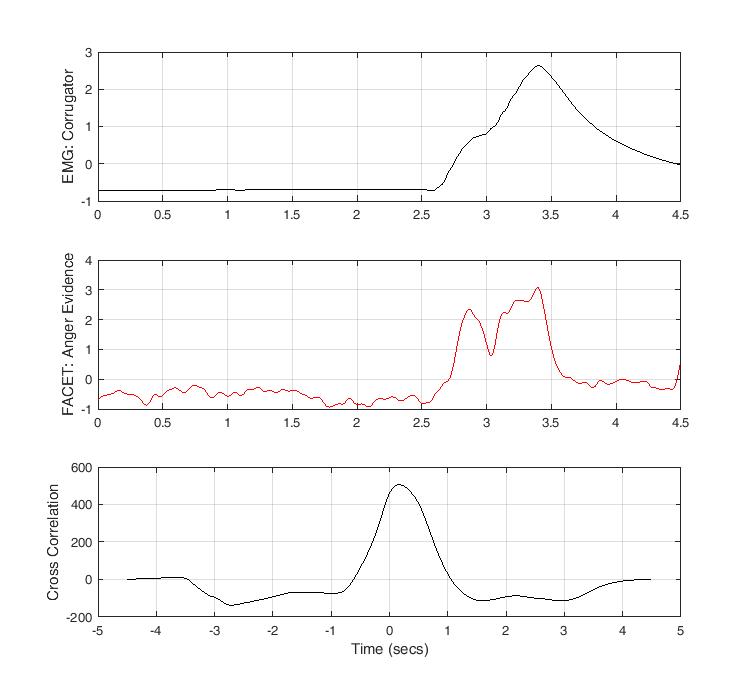 EMG: Corrugator
3
2
1
0
-1
0 0.5 1 1.5 2 2.5 3 3.5 4 4.5
FACET: Anger Evidence
4
3
2
1
0
-1
0 0.5 1 1.5 2 2.5 3 3.5 4 4.5
Cross Correlation
600
400
200
0
-200
-5 -4 -3 -2 -1 0 1 2 3 4 5
Time (secs)